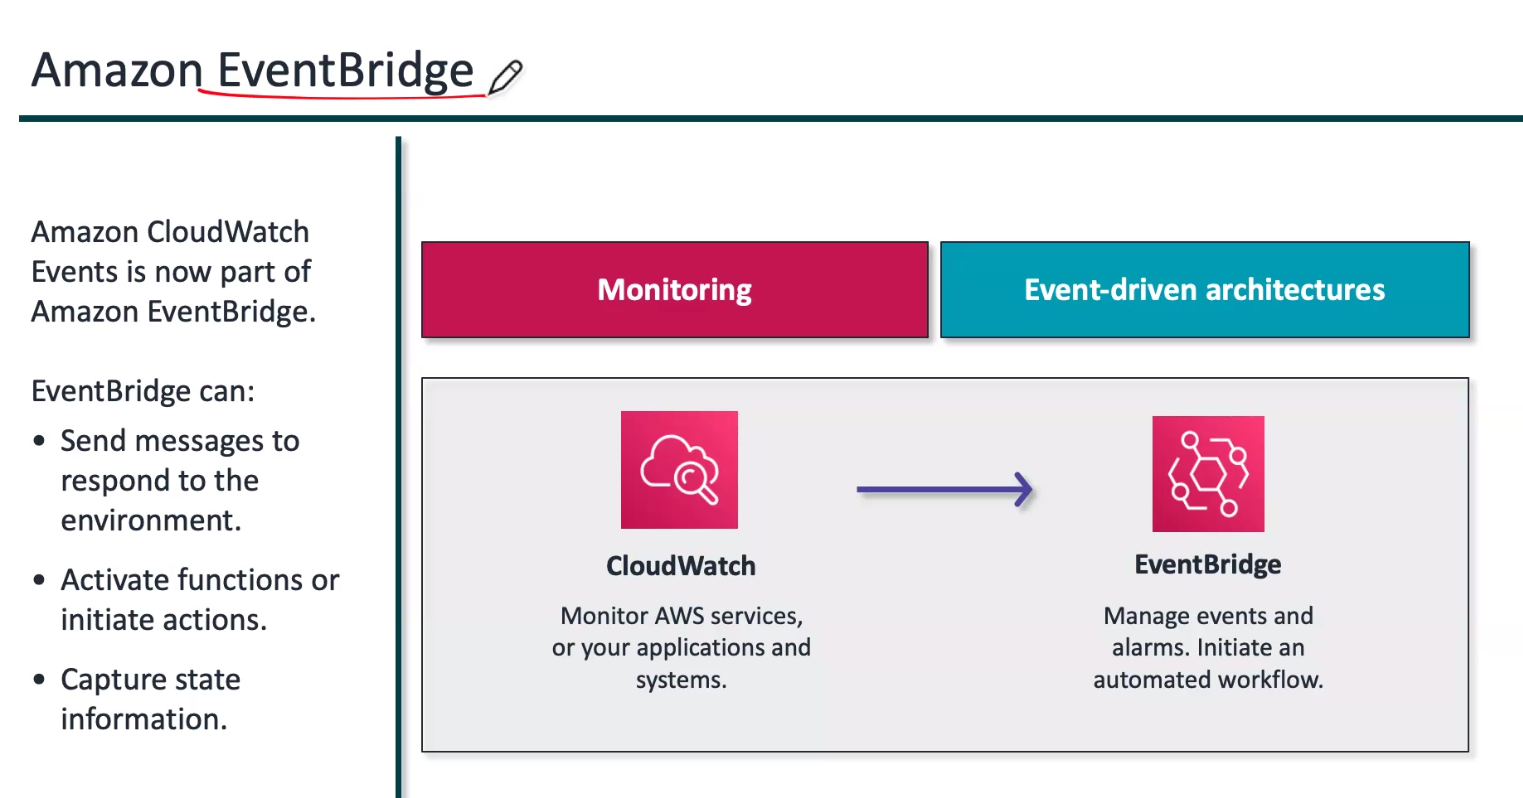 Amazon EventBridge
Amazon CloudWatch
Events is now part of
Amazon EventBridge.
EventBridge can:
• Send messages to
respond to the
environment.
• Activate functions or
initiate actions.
• Capture state
information.
Monitoring
Event-driven architectures
CloudWatch
Monitor AWS services,
or your applications and
systems.
EventBridge
Manage events and
alarms. Initiate an
automated workflow.